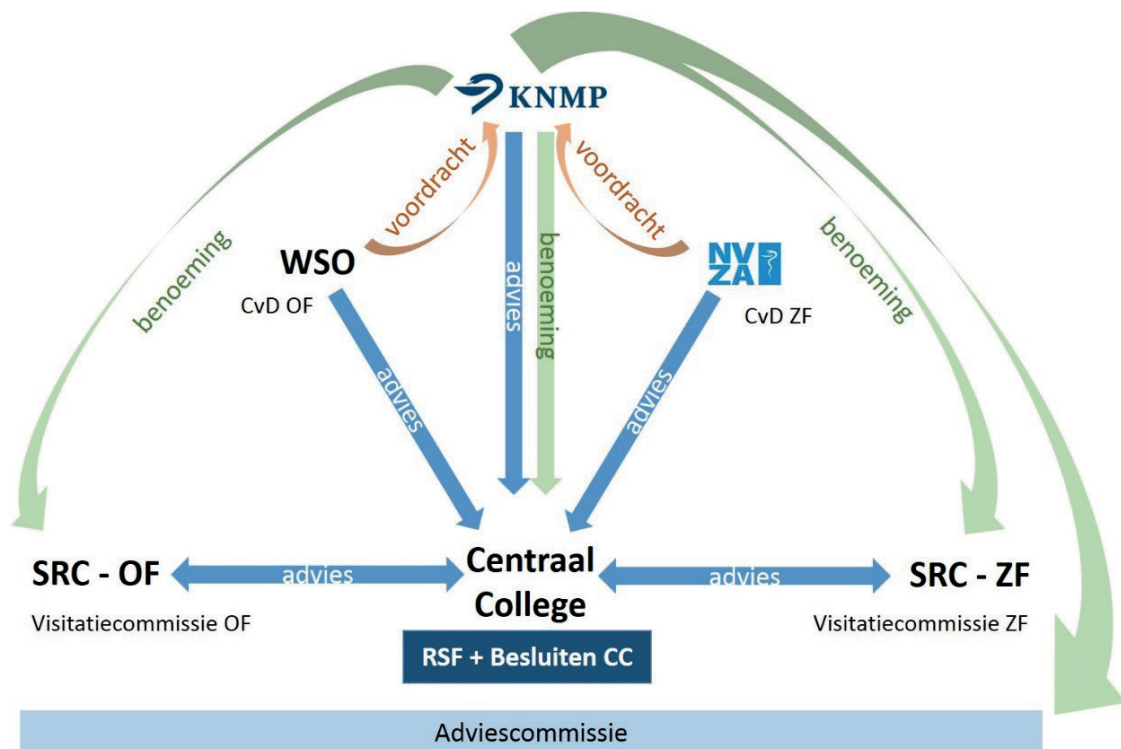 KNMP
voordracht
voordracht
benoeming
advies
benoeming
benoeming
WSO
CvD OF
NV
ZA
CvD ZF
advies
advies
SRC - OF
advies
Centraal
College
advies
SRC - ZF
Visitatiecommissie OF
Visitatiecommissie ZF
RSF + Besluiten CC
Adviescommissie